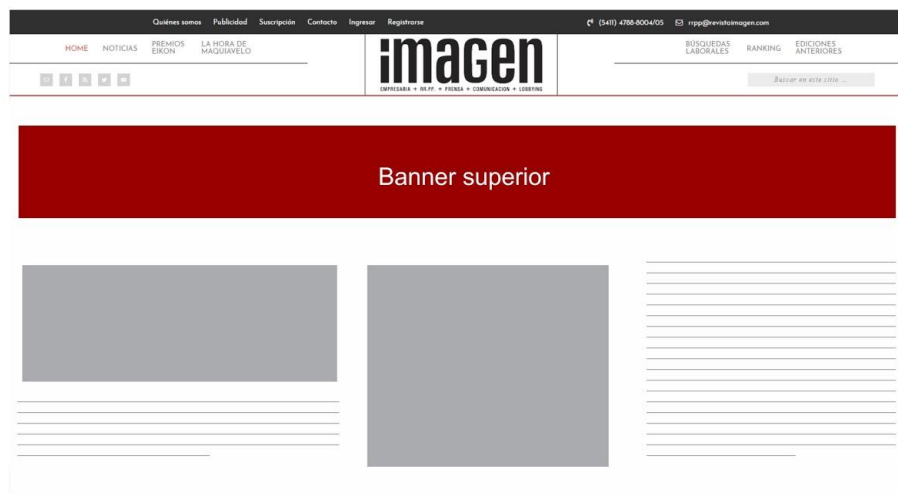 Quiénes somos Publicidad Suscripción Contacto Ingresar Registrarse (5411) 4788-8004/05 rrpp@revistaimagen.com
HOME NOTICIAS PREMIOS EIKON LA HORA DE MAQUIAVELO
imagen
EMPRESARIA + RR.PP. + PRENSA + COMUNICACION + LOBBYING
BÚSQUEDAS LABORALES RANKING EDICIONES ANTERIORES
Buscar en este sitio ...
Banner superior